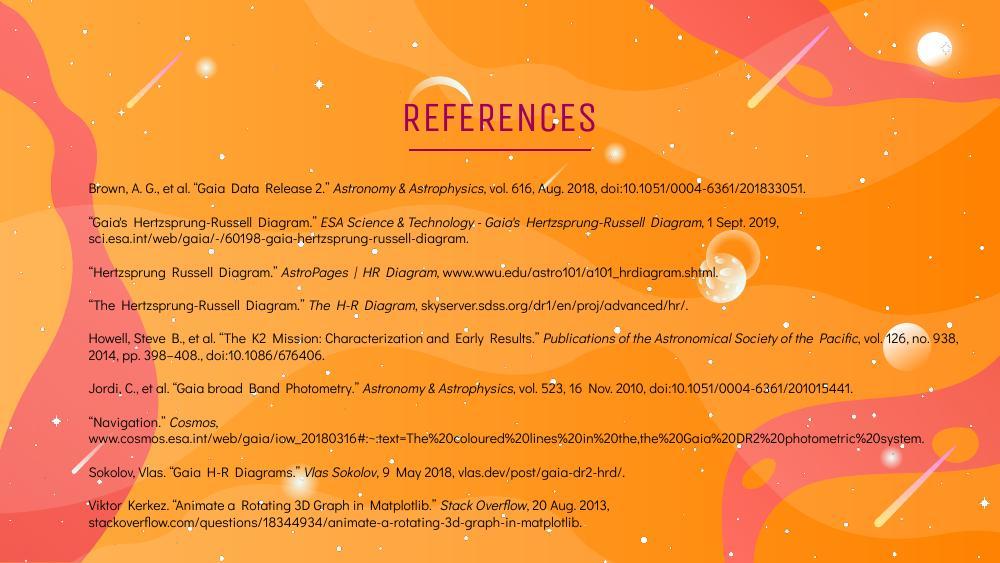 REFERENCES
Brown, A. G., et al. “Gaia Data Release 2.” Astronomy & Astrophysics, vol. 616, Aug. 2018, doi:10.1051/0004-6361/201833051.
“Gaia's Hertzsprung-Russell Diagram.” ESA Science & Technology - Gaia's Hertzsprung-Russell Diagram, 1 Sept. 2019,
sci.esa.int/web/gaia/-/60198-gaia-hertzsprung-russell-diagram.
“Hertzsprung Russell Diagram.” AstroPages | HR Diagram, www.wwu.edu/astro101/a101_hrdiagram.shtml.
“The Hertzsprung-Russell Diagram.” The H-R Diagram, skyserver.sdss.org/dr1/en/proj/advanced/hr/.
Howell, Steve B., et al. “The K2 Mission: Characterization and Early Results.” Publications of the Astronomical Society of the Pacific, vol. 126, no. 938,
2014, pp. 398–408., doi:10.1086/676406.
Jordi, C., et al. “Gaia broad Band Photometry.” Astronomy & Astrophysics, vol. 523, 16 Nov. 2010, doi:10.1051/0004-6361/201015441.
“Navigation.” Cosmos,
www.cosmos.esa.int/web/gaia/iow_20180316#:~:text=The%20coloured%20lines%20in%20the,the%20Gaia%20DR2%20photometric%20system.
Sokolov, Vlas. “Gaia H-R Diagrams.” Vlas Sokolov, 9 May 2018, vlas.dev/post/gaia-dr2-hrd/.
Viktor Kerkez. “Animate a Rotating 3D Graph in Matplotlib.” Stack Overflow, 20 Aug. 2013,
stackoverflow.com/questions/18344934/animate-a-rotating-3d-graph-in-matplotlib.